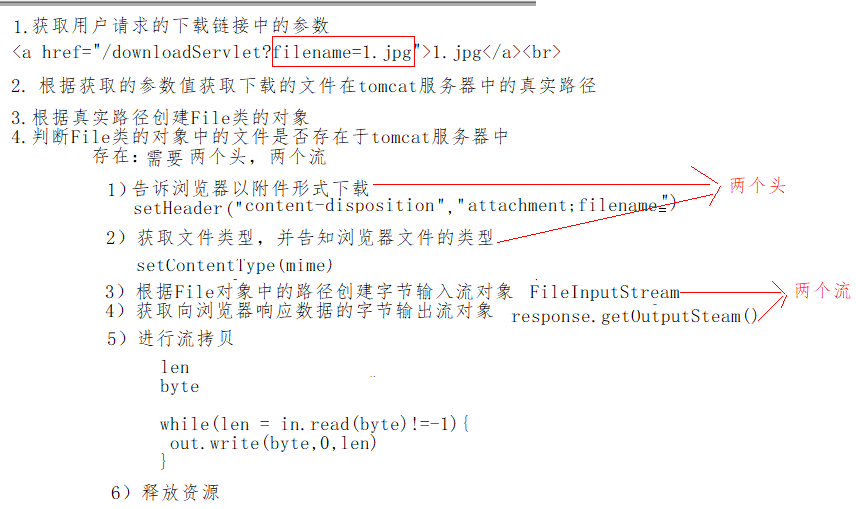 1.获取用户请求的下载链接中的参数
<a href="/downloadServlet?filename=1.jpg">1.jpg</a><br>
2. 根据获取的参数值获取下载的文件在tomcat服务器中的真实路径
3.根据真实路径创建File类的对象
4.判断File类的对象中的文件是否存在于tomcat服务器中
存在：需要 两个头，两个流
1）告诉浏览器以附件形式下载
两个头
setHeader("content-disposition","attachment;filename=")
2）获取文件类型，并告知浏览器文件的类型
setContentType(mime)
3）根据File对象中的路径创建字节输入流对象 FileInputStream
两个流
4）获取向浏览器响应数据的字节输出流对象 response.getOutputSteam()
5）进行流拷贝
len
byte
while(len = in.read(byte)!=-1){
out.write(byte,0,len)
}
6）释放资源